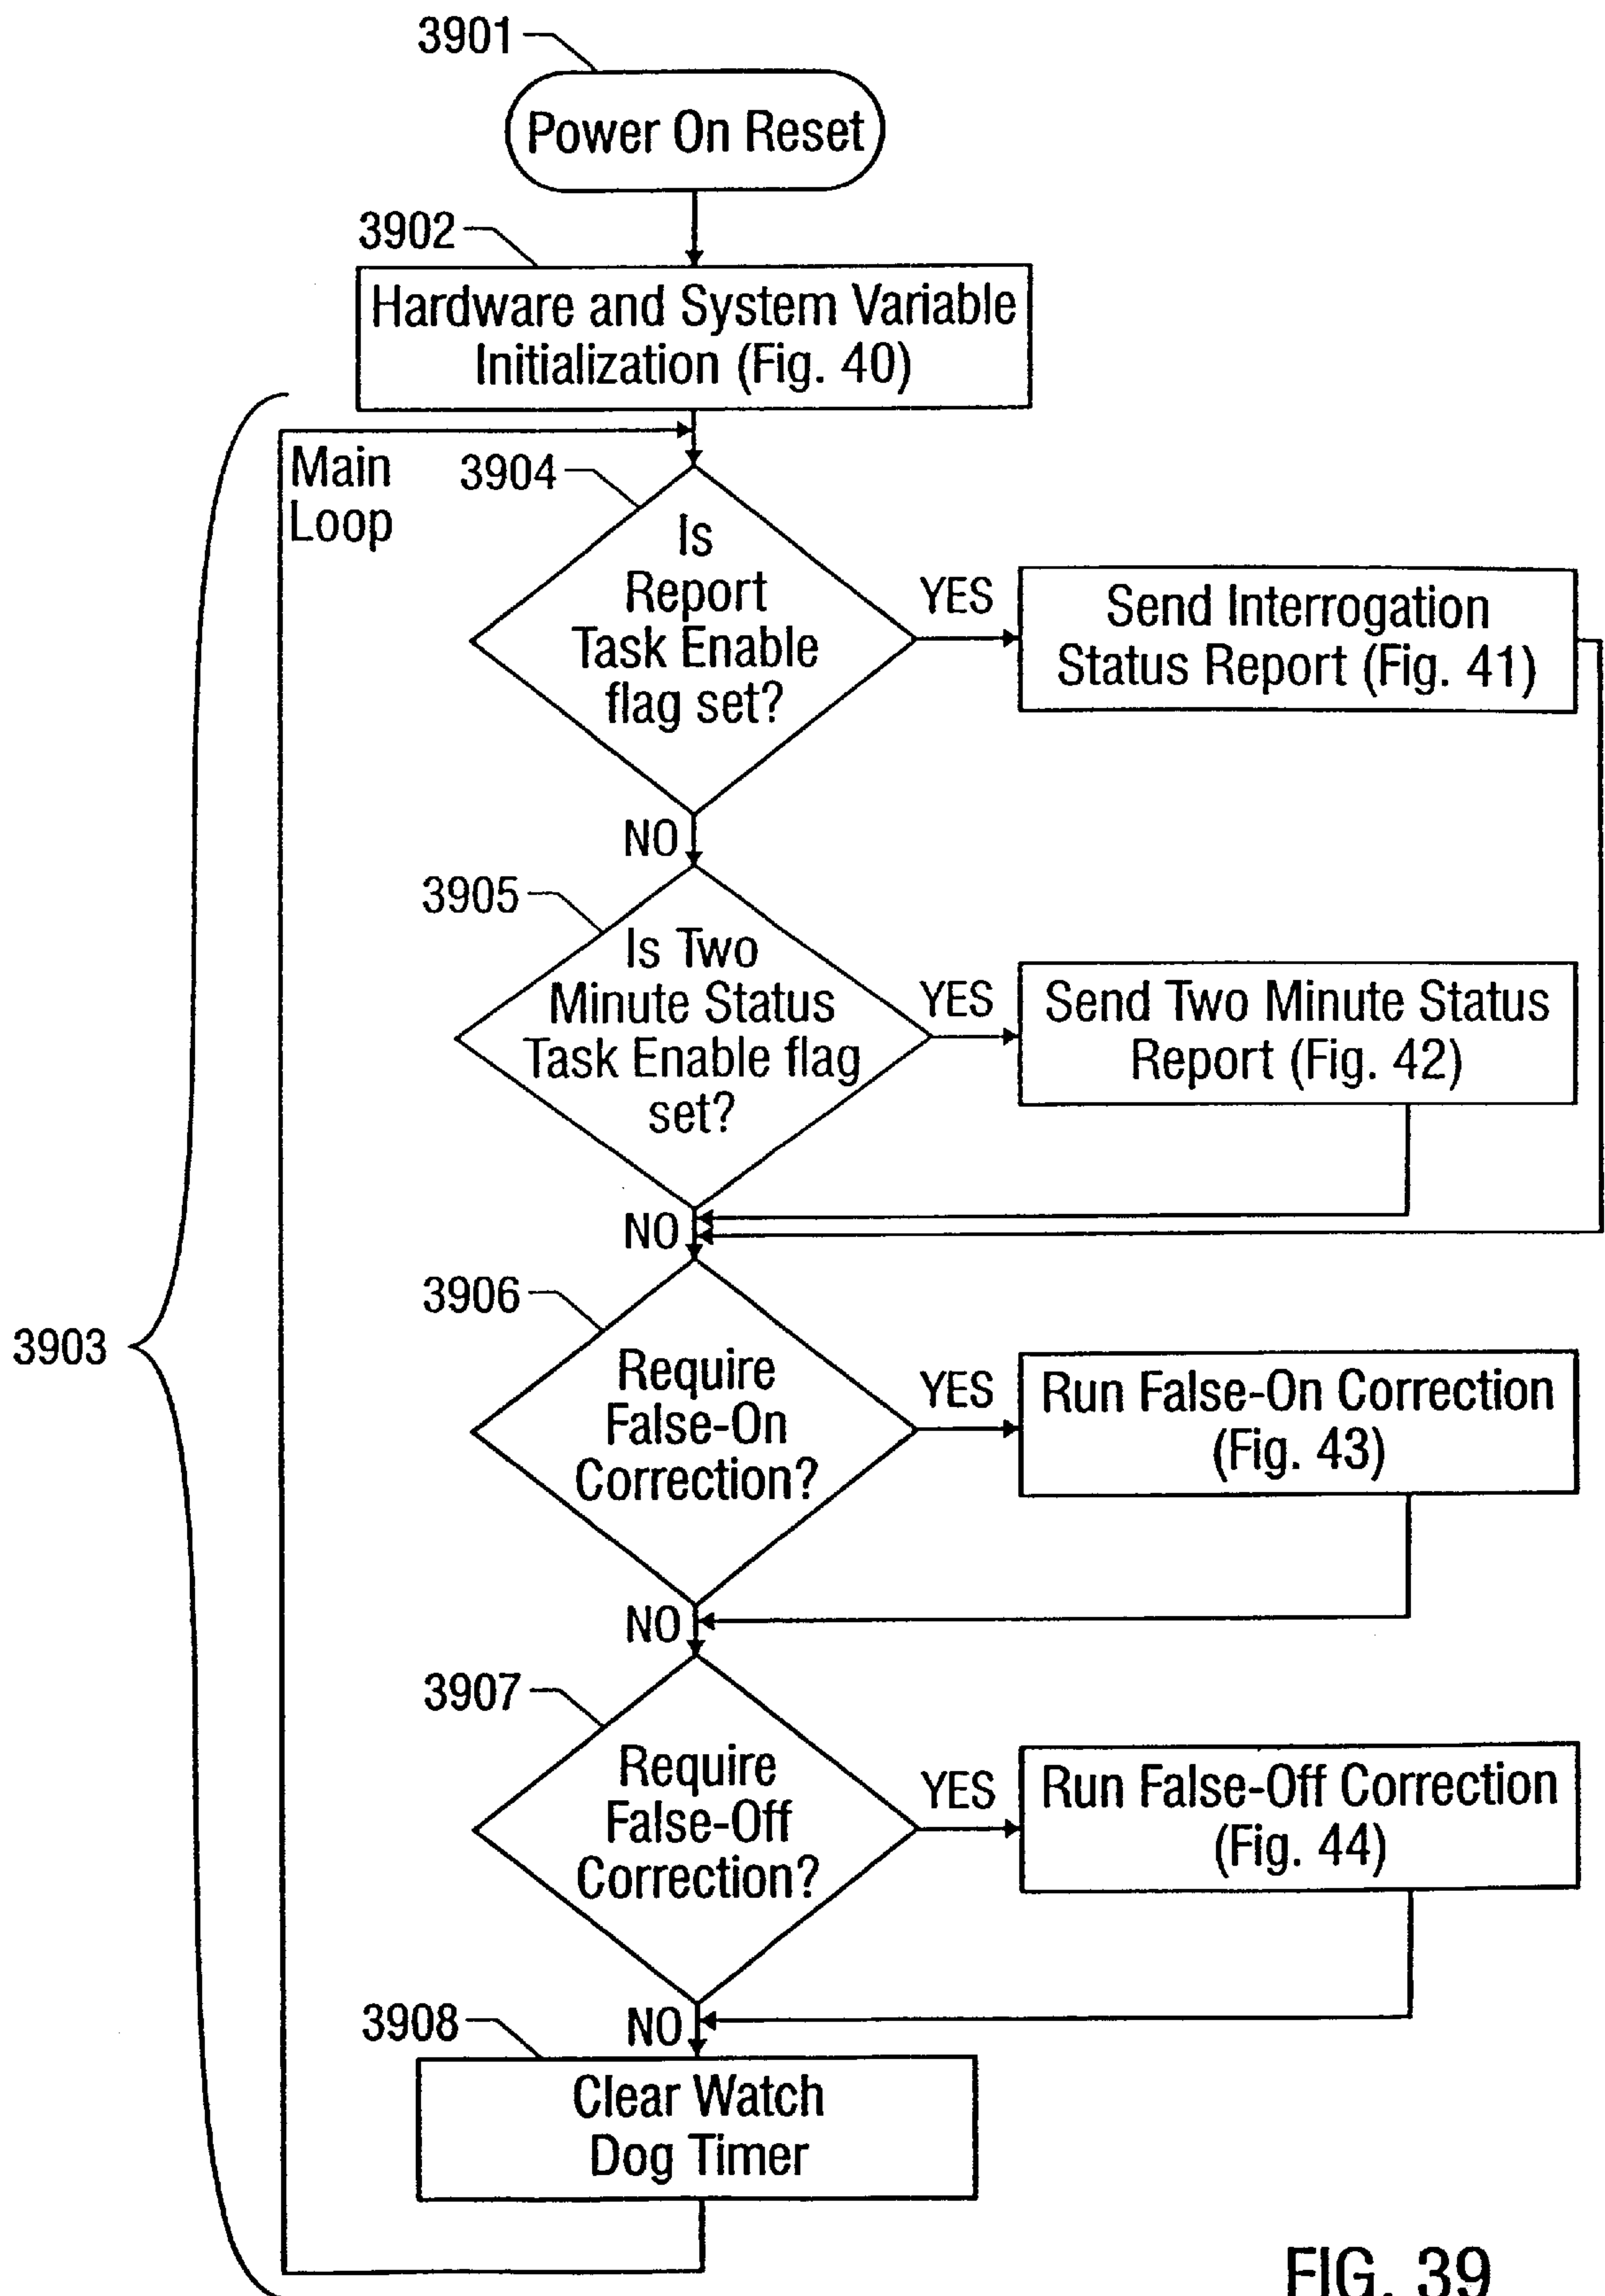 3901
Power On Reset
3902
Hardware and System Variable
Initialization (Fig. 40)
Main
Loop
3904
Is
Report
Task Enable
flag set?
YES
Send Interrogation
Status Report (Fig. 41)
NO
3905
Is Two
Minute Status
Task Enable flag
set?
YES
Send Two Minute Status
Report (Fig. 42)
NO
3906
3903
Require
False-On
Correction?
YES
Run False-On Correction
(Fig. 43)
NO
3907
Require
False-Off
Correction?
YES
Run False-Off Correction
(Fig. 44)
NO
3908
Clear Watch
Dog Timer
FIG. 39